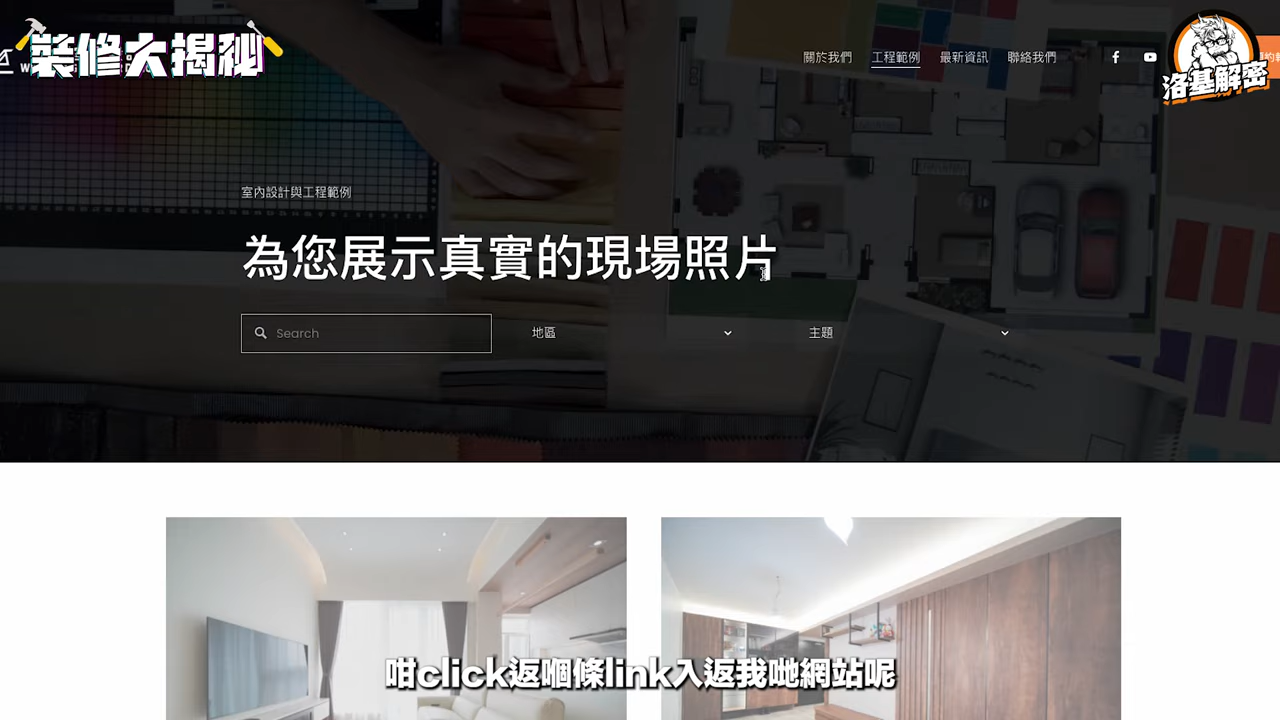 裝修大揭秘
關於我們 工程範例 最新資訊 聯絡我們
洛基解密
室內設計與工程範例
為您展示真實的現場照片
Search 地區 主題
咁click返嗰條link入返我哋網站呢